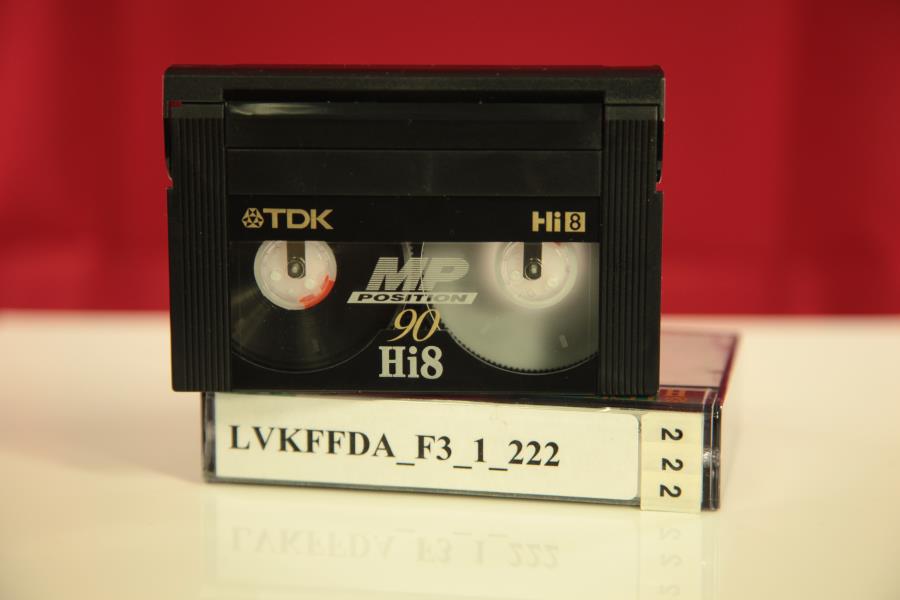 TDK
Hi8
MP
POSITION
90
Hi8
LVKFFDA_F3_1_222
222